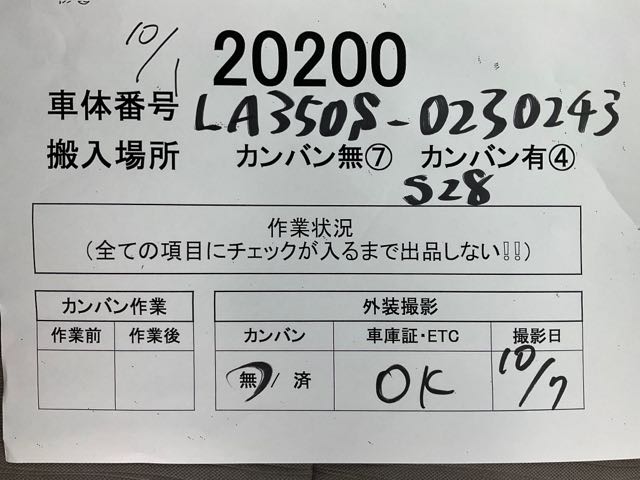 10/1
20200
車体番号 LA350S-0230243
搬入場所 カンバン無⑦ カンバン有④
S28
作業状況
(全ての項目にチェックが入るまで出品しない!!)
カンバン作業 外装撮影
作業前 作業後 カンバン 車庫証・ETC 撮影日
無 / 済 OK 10/7